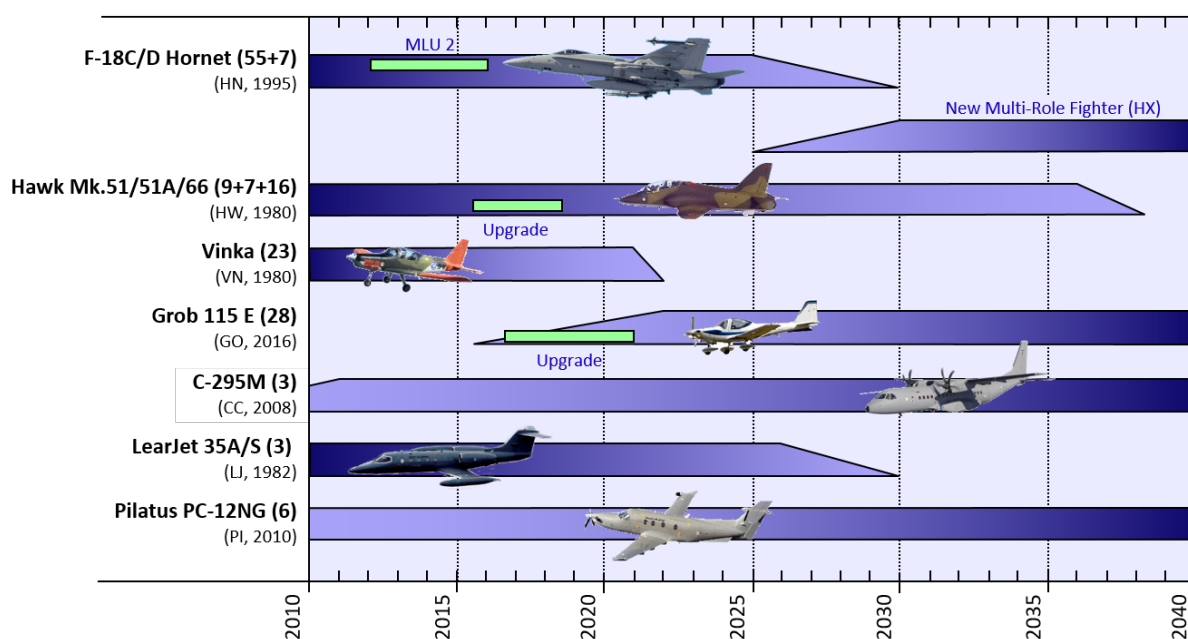 MLU 2
F-18C/D Hornet (55+7)
(HN, 1995)
New Multi-Role Fighter (HX)
Hawk Mk.51/51A/66 (9+7+16)
(HW, 1980)
Upgrade
Vinka (23)
(VN, 1980)
Grob 115 E (28)
(GO, 2016)
Upgrade
C-295M (3)
(CC, 2008)
LearJet 35A/S (3)
(LJ, 1982)
Pilatus PC-12NG (6)
(PI, 2010)
2010
2015
2020
2025
2030
2035
2040